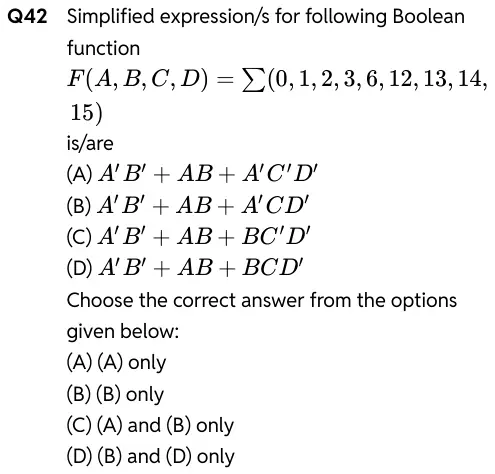 Q42 Simplified expression/s for following Boolean
function
F(A, B, C, D) = ∑(0, 1, 2, 3, 6, 12, 13, 14,
15)
is/are
(A) A′B′ + AB + A′C′D′
(B) A′B′ + AB + A′CD′
(C) A′B′ + AB + BC′D′
(D) A′B′ + AB + BCD′
Choose the correct answer from the options
given below:
(A) (A) only
(B) (B) only
(C) (A) and (B) only
(D) (B) and (D) only